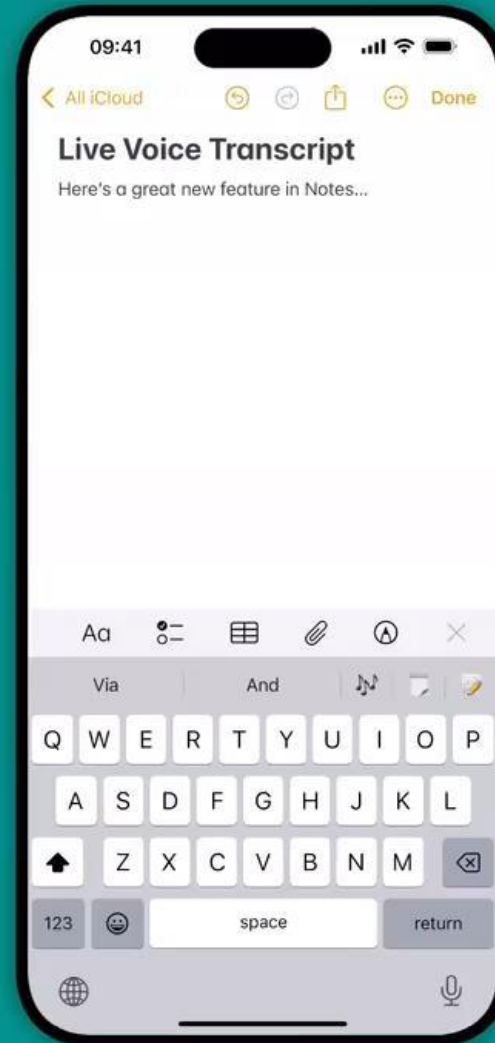 09:41
All iCloud Done
Live Voice Transcript
Here's a great new feature in Notes...
Aa
Via And
Q W E R T Y U I O P
A S D F G H J K L
Z X C V B N M
123 space return